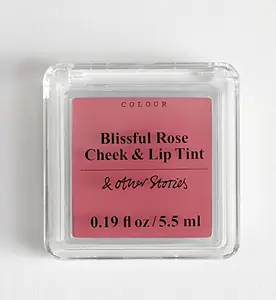 COLOUR
Blissful Rose
Cheek & Lip Tint
& other Stories
0.19 fl oz/5.5 ml